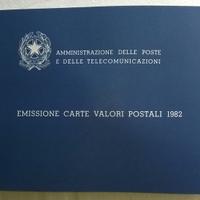 AMMINISTRAZIONE DELLE POSTE
E DELLE TELECOMUNICAZIONI
EMISSIONE CARTE VALORI POSTALI 1982